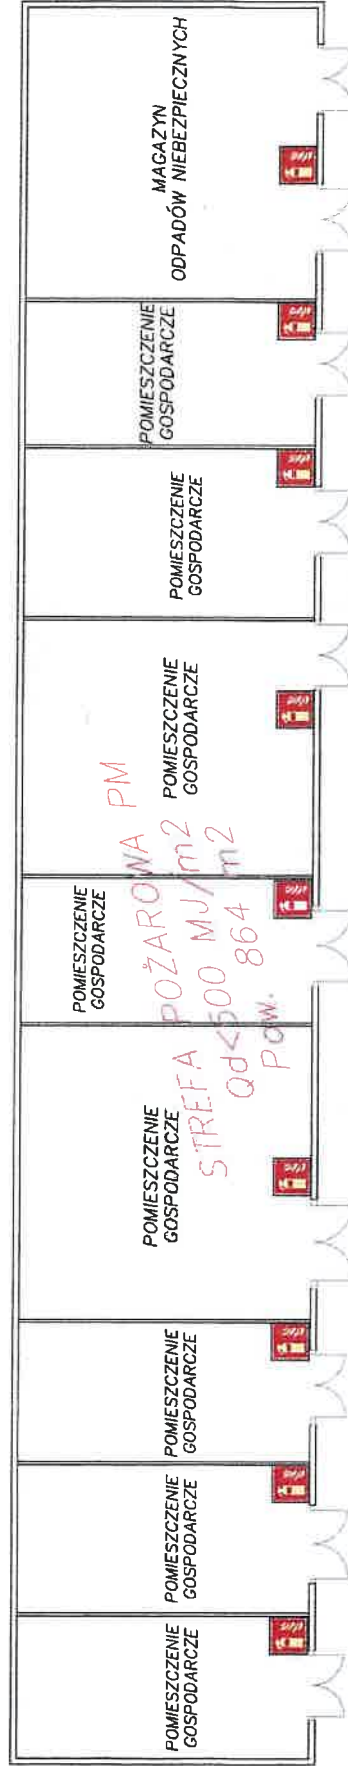 POMIESZCZENIE
GOSPODARCZE
POMIESZCZENIE
GOSPODARCZE
POMIESZCZENIE
GOSPODARCZE
POMIESZCZENIE
GOSPODARCZE
POMIESZCZENIE
GOSPODARCZE
STREFA POŻAROWA PM
Qd <500 MJ/m2
pow. 864 m2
POMIESZCZENIE
GOSPODARCZE
POMIESZCZENIE
GOSPODARCZE
POMIESZCZENIE
GOSPODARCZE
MAGAZYN
ODPADÓW NIEBEZPIECZNYCH